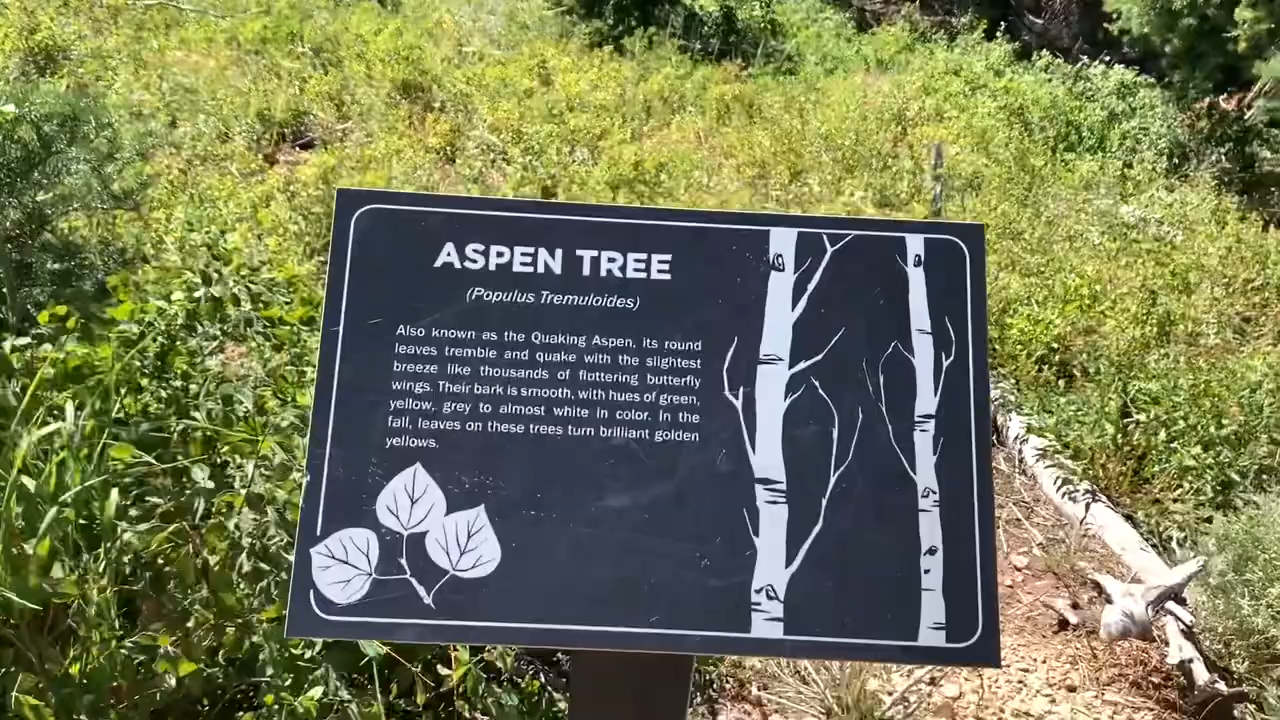 ASPEN TREE
(Populus Tremuloides)
Also known as the Quaking Aspen, its round
leaves tremble and quake with the slightest
breeze like thousands of fluttering butterfly
wings. Their bark is smooth, with hues of green,
yellow, grey to almost white in color. In the
fall, leaves on these trees turn brilliant golden
yellows.